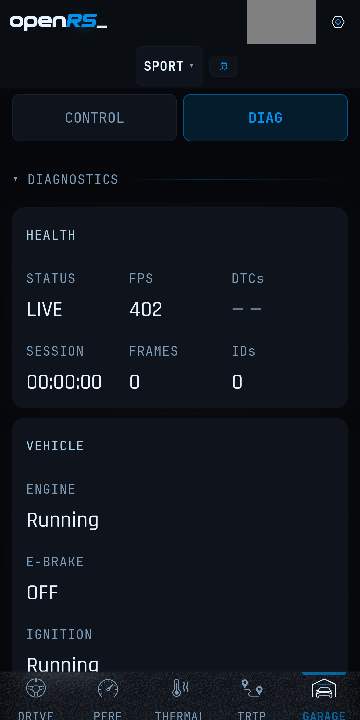 openRS_
SPORT ▾
CONTROL DIAG
▾ DIAGNOSTICS
HEALTH
STATUS FPS DTCs
LIVE 402 — —
SESSION FRAMES IDs
00:00:00 0 0
VEHICLE
ENGINE
Running
E-BRAKE
OFF
IGNITION
Running
DRIVE PERF THERMAL TRIP GARAGE